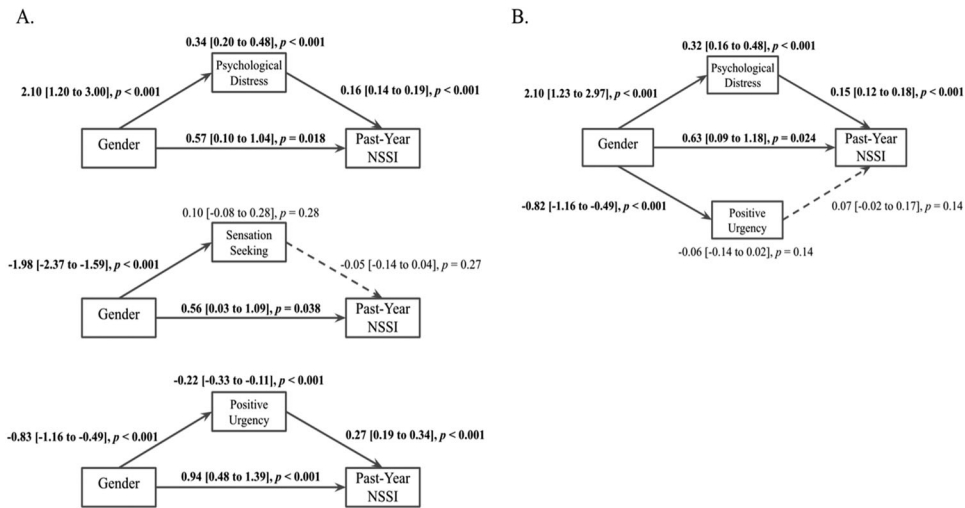 A.
0.34 [0.20 to 0.48], p < 0.001
Psychological
Distress
2.10 [1.20 to 3.00], p < 0.001
0.16 [0.14 to 0.19], p < 0.001
Gender
0.57 [0.10 to 1.04], p = 0.018
Past-Year
NSSI
0.10 [-0.08 to 0.28], p = 0.28
Sensation
Seeking
-1.98 [-2.37 to -1.59], p < 0.001
-0.05 [-0.14 to 0.04], p = 0.27
Gender
0.56 [0.03 to 1.09], p = 0.038
Past-Year
NSSI
-0.22 [-0.33 to -0.11], p < 0.001
Positive
Urgency
-0.83 [-1.16 to -0.49], p < 0.001
0.27 [0.19 to 0.34], p < 0.001
Gender
0.94 [0.48 to 1.39], p < 0.001
Past-Year
NSSI
B.
0.32 [0.16 to 0.48], p < 0.001
Psychological
Distress
2.10 [1.23 to 2.97], p < 0.001
0.15 [0.12 to 0.18], p < 0.001
Gender
0.63 [0.09 to 1.18], p = 0.024
Past-Year
NSSI
-0.82 [-1.16 to -0.49], p < 0.001
0.07 [-0.02 to 0.17], p = 0.14
Positive
Urgency
-0.06 [-0.14 to 0.02], p = 0.14